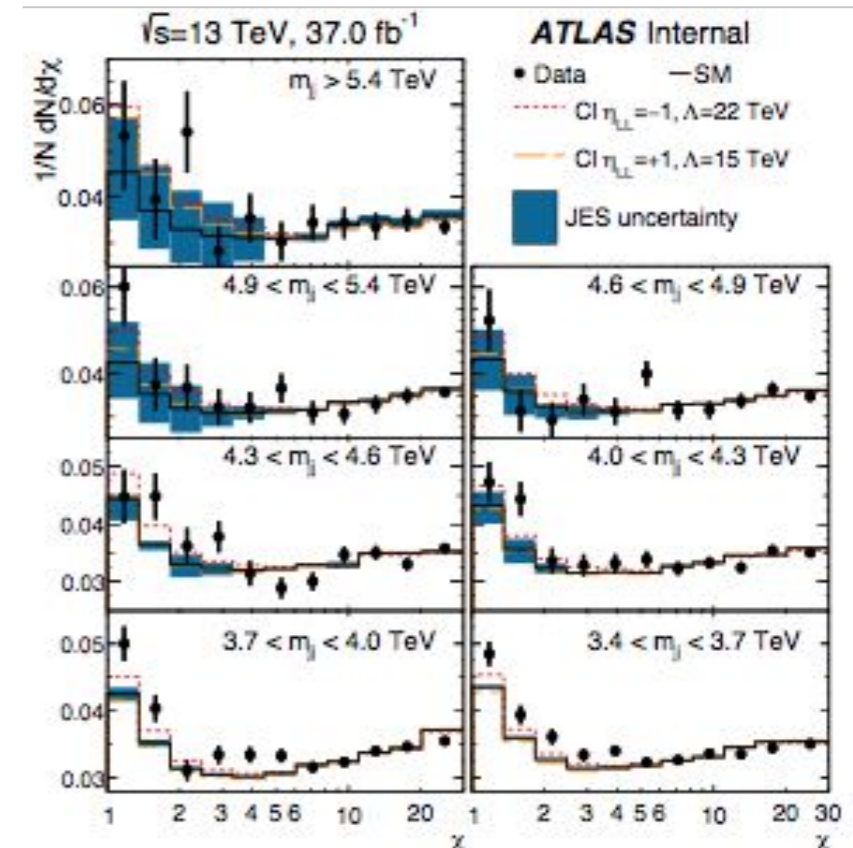 √s=13 TeV, 37.0 fb⁻¹
ATLAS Internal
Data
SM
CI η_LL=-1, Λ=22 TeV
CI η_LL=+1, Λ=15 TeV
JES uncertainty
1/N dN/dχ
m_jj > 5.4 TeV
0.06
0.04
4.9 < m_jj < 5.4 TeV
0.06
0.04
4.6 < m_jj < 4.9 TeV
4.3 < m_jj < 4.6 TeV
0.05
0.04
0.03
4.0 < m_jj < 4.3 TeV
3.7 < m_jj < 4.0 TeV
0.05
0.04
0.03
3.4 < m_jj < 3.7 TeV
1 2 3 4 5 6 10 20
χ
1 2 3 4 5 6 10 20 30
χ